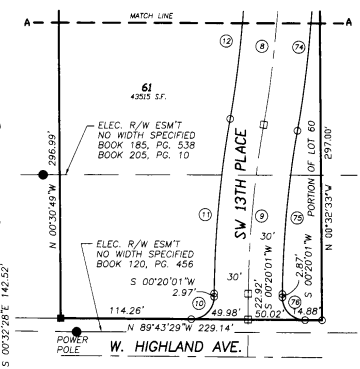 MATCH LINE
A
A
12
8
74
61
43515 S.F.
ELEC. R/W ESM'T
NO WIDTH SPECIFIED
BOOK 185, PG. 538
BOOK 205, PG. 10
SW 13TH PLACE
PORTION OF LOT 60
297.00'
N 00°32'33"W
296.99'
N 00°30'49"W
11
9
75
ELEC. R/W ESM'T
NO WIDTH SPECIFIED
BOOK 120, PG. 456
30'
30'
S 00°20'01"W
2.97'
S 00°20'01"W
22.92'
S 00°20'01"W
2.87'
10
76
114.26'
49.98'
50.02'
14.88'
N 89°43'29"W 229.14'
POWER
POLE
W. HIGHLAND AVE.
S 00°32'28"E 142.52'